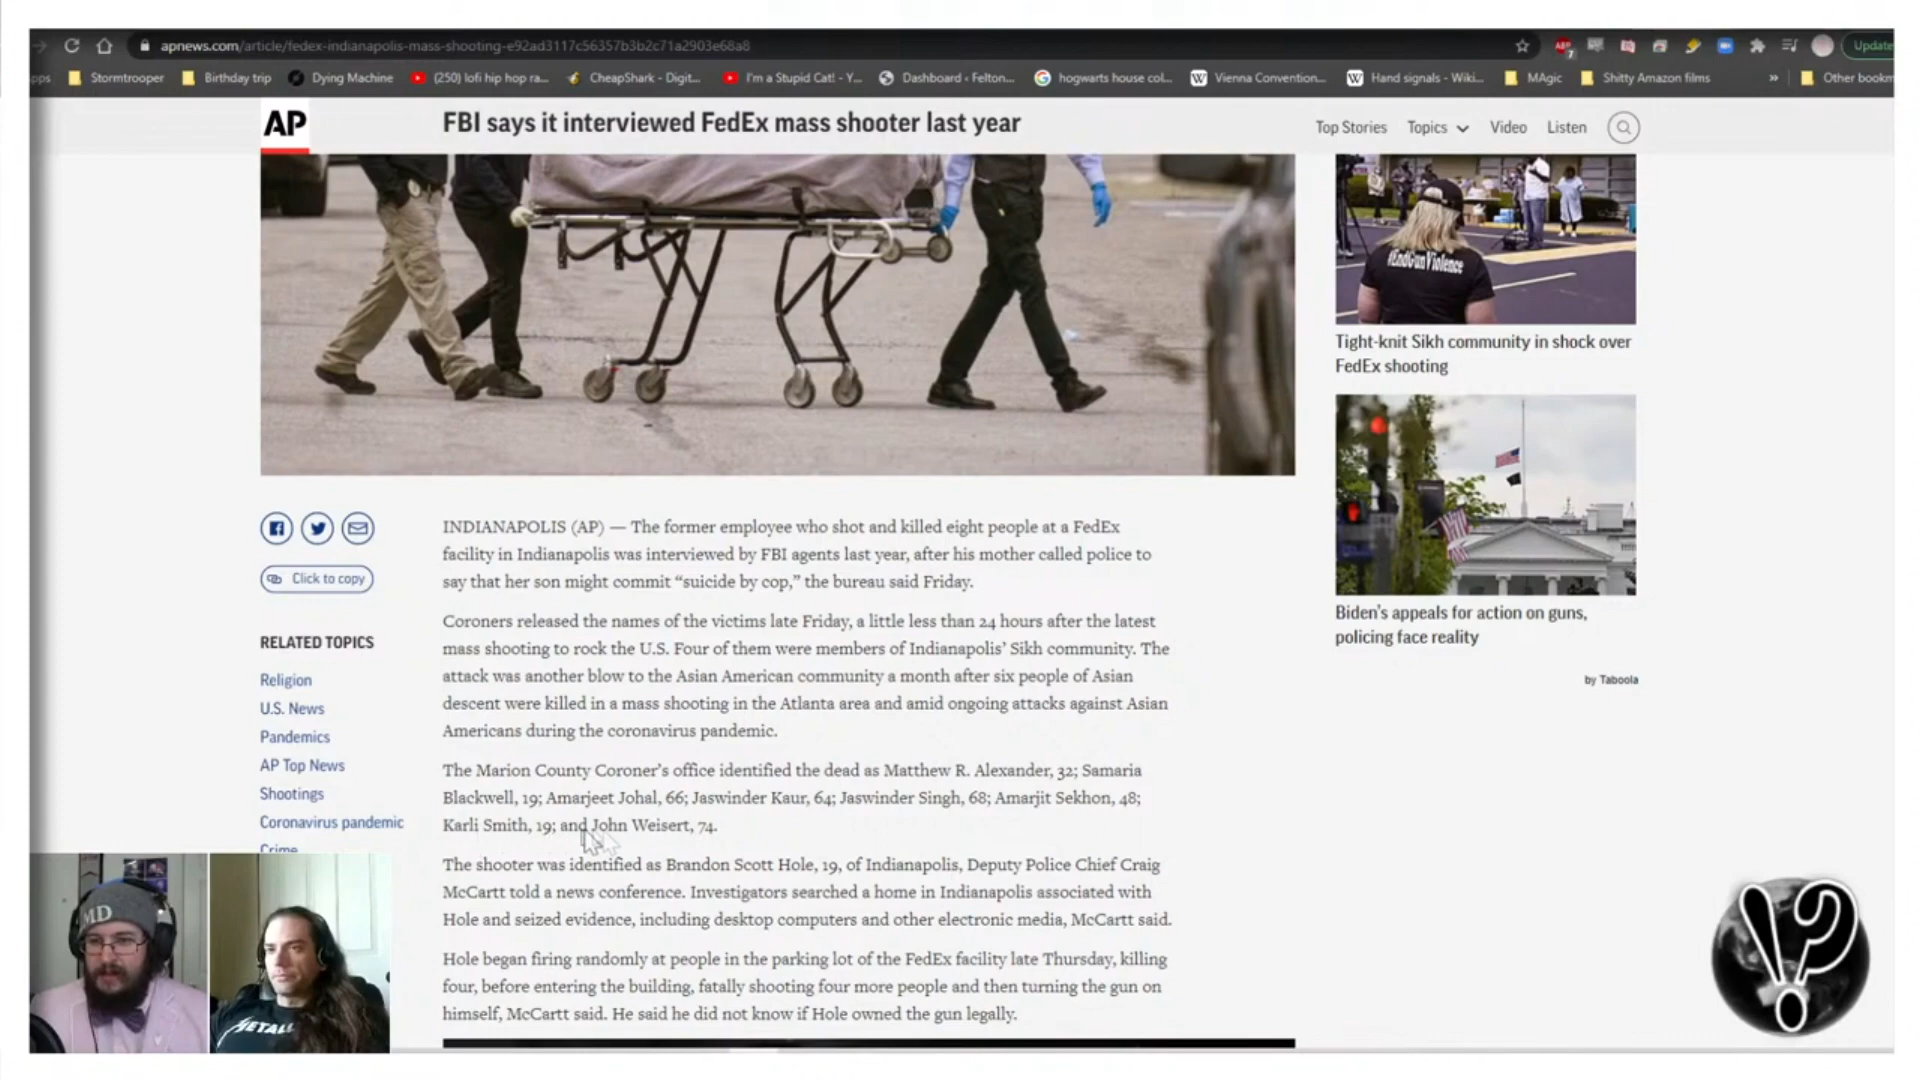 apnews.com/article/fedex-indianapolis-mass-shooting-e92ad3117c56357b3b2c71a2903e68a8
Update
pps Stormtrooper Birthday trip Dying Machine (250) lofi hip hop ra... CheapShark - Digit... I'm a Stupid Cat! - Y... Dashboard ‹ Felton... hogwarts house col... Vienna Convention... Hand signals - Wiki... MAgic Shitty Amazon films » Other bookm
AP
FBI says it interviewed FedEx mass shooter last year
Top Stories Topics Video Listen
#EndGunViolence
Tight-knit Sikh community in shock over
FedEx shooting
Biden's appeals for action on guns,
policing face reality
by Taboola
Click to copy
RELATED TOPICS
Religion
U.S. News
Pandemics
AP Top News
Shootings
Coronavirus pandemic
Crime
INDIANAPOLIS (AP) — The former employee who shot and killed eight people at a FedEx
facility in Indianapolis was interviewed by FBI agents last year, after his mother called police to
say that her son might commit “suicide by cop,” the bureau said Friday.
Coroners released the names of the victims late Friday, a little less than 24 hours after the latest
mass shooting to rock the U.S. Four of them were members of Indianapolis’ Sikh community. The
attack was another blow to the Asian American community a month after six people of Asian
descent were killed in a mass shooting in the Atlanta area and amid ongoing attacks against Asian
Americans during the coronavirus pandemic.
The Marion County Coroner’s office identified the dead as Matthew R. Alexander, 32; Samaria
Blackwell, 19; Amarjeet Johal, 66; Jaswinder Kaur, 64; Jaswinder Singh, 68; Amarjit Sekhon, 48;
Karli Smith, 19; and John Weisert, 74.
The shooter was identified as Brandon Scott Hole, 19, of Indianapolis, Deputy Police Chief Craig
McCartt told a news conference. Investigators searched a home in Indianapolis associated with
Hole and seized evidence, including desktop computers and other electronic media, McCartt said.
Hole began firing randomly at people in the parking lot of the FedEx facility late Thursday, killing
four, before entering the building, fatally shooting four more people and then turning the gun on
himself, McCartt said. He said he did not know if Hole owned the gun legally.
MD
METALL
!?